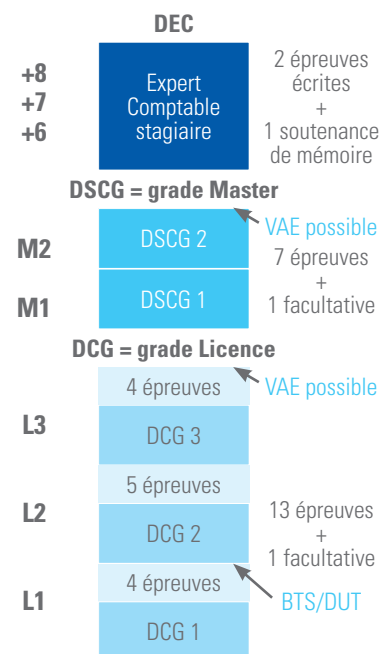 DEC
+8
+7
+6
Expert
Comptable
stagiaire
2 épreuves
écrites
+
1 soutenance
de mémoire
DSCG = grade Master
M2
DSCG 2
VAE possible
7 épreuves
+
1 facultative
M1
DSCG 1
DCG = grade Licence
4 épreuves
VAE possible
L3
DCG 3
5 épreuves
L2
DCG 2
13 épreuves
+
1 facultative
4 épreuves
BTS/DUT
L1
DCG 1